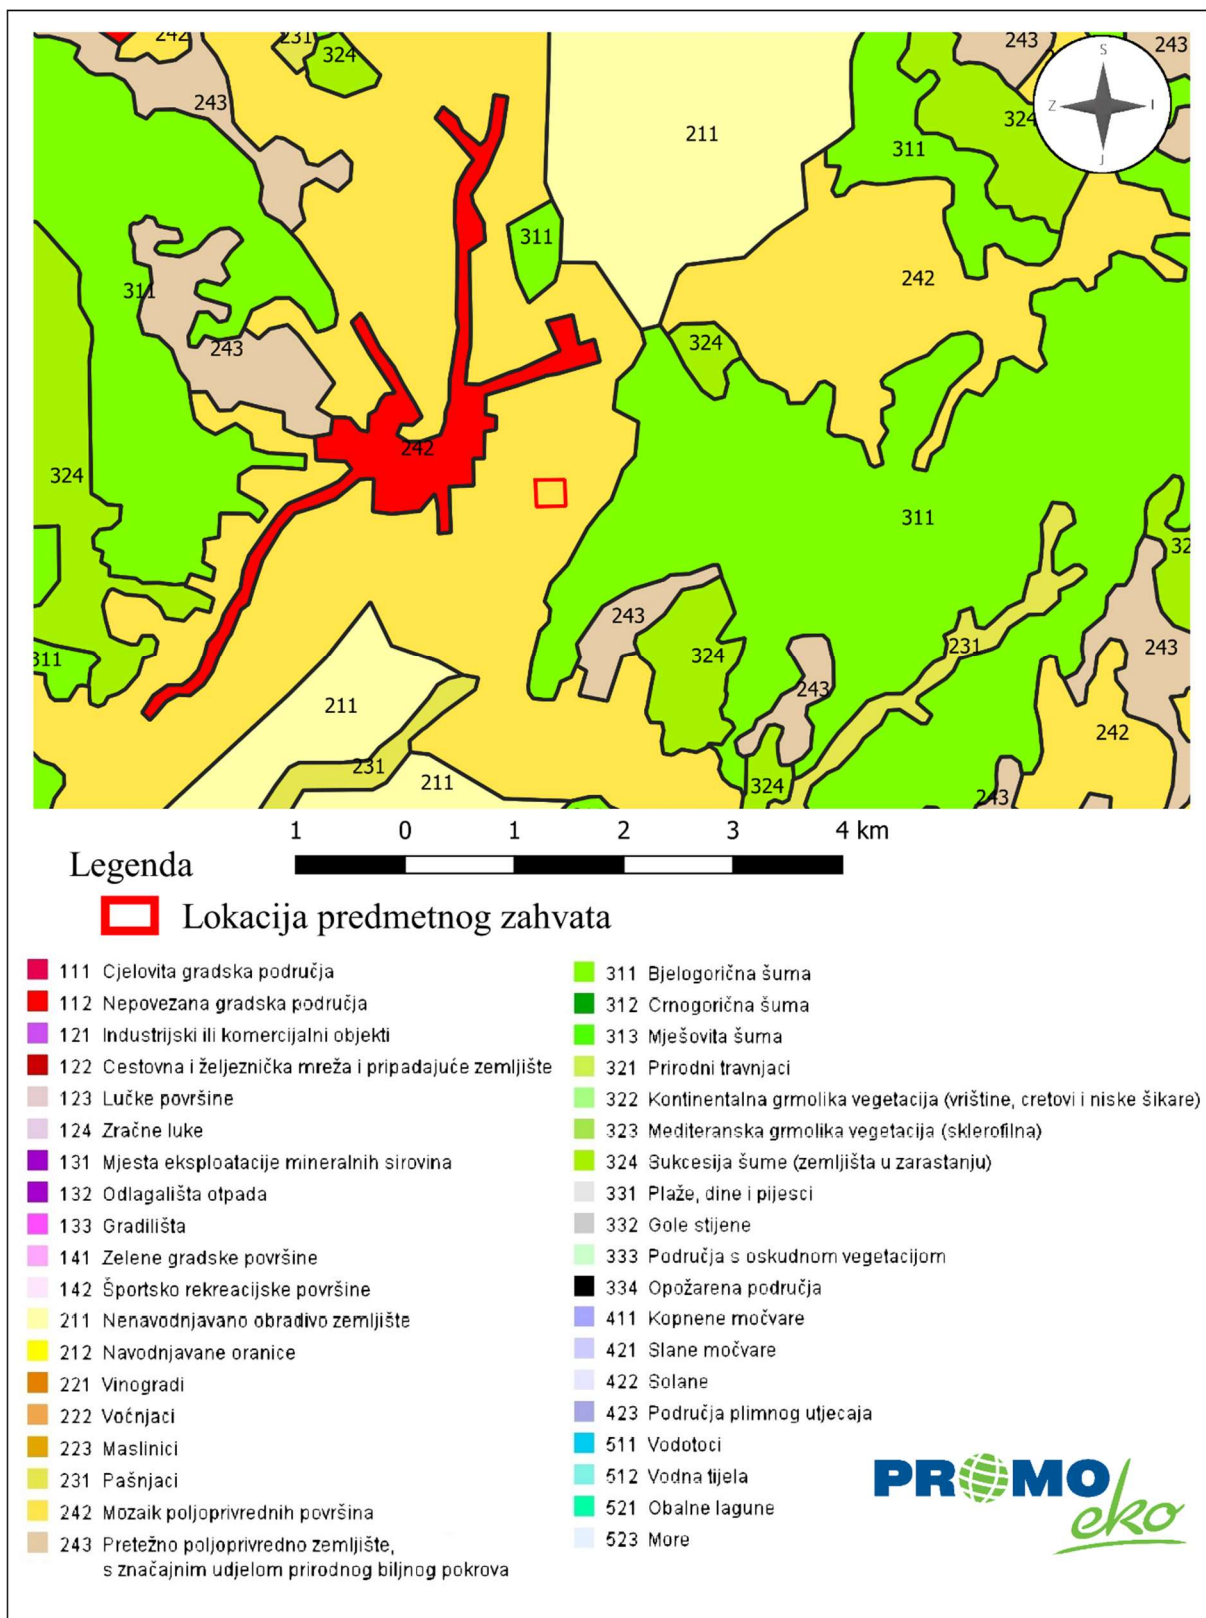 242
231
324
243
243
243
324
S
Z I
J
211
311
311
242
311
324
243
242
324
311
243
324
231
243
311
243
211
242
231
211
324
243
1 0 1 2 3 4 km
Legenda
Lokacija predmetnog zahvata
111 Cjelovita gradska područja
112 Nepovezana gradska područja
121 Industrijski ili komercijalni objekti
122 Cestovna i željeznička mreža i pripadajuće zemljište
123 Lučke površine
124 Zračne luke
131 Mjesta eksploatacije mineralnih sirovina
132 Odlagališta otpada
133 Gradilišta
141 Zelene gradske površine
142 Športsko rekreacijske površine
211 Nenavodnjavano obradivo zemljište
212 Navodnjavane oranice
221 Vinogradi
222 Voćnjaci
223 Maslinici
231 Pašnjaci
242 Mozaik poljoprivrednih površina
243 Pretežno poljoprivredno zemljište,
s značajnim udjelom prirodnog biljnog pokrova
311 Bjelogorična šuma
312 Crnogorična šuma
313 Mješovita šuma
321 Prirodni travnjaci
322 Kontinentalna grmolika vegetacija (vrištine, cretovi i niske šikare)
323 Mediteranska grmolika vegetacija (sklerofilna)
324 Sukcesija šume (zemljišta u zarastanju)
331 Plaže, dine i pijesci
332 Gole stijene
333 Područja s oskudnom vegetacijom
334 Opožarena područja
411 Kopnene močvare
421 Slane močvare
422 Solane
423 Područja plimnog utjecaja
511 Vodotoci
512 Vodna tijela
521 Obalne lagune
523 More
PROMO
eko